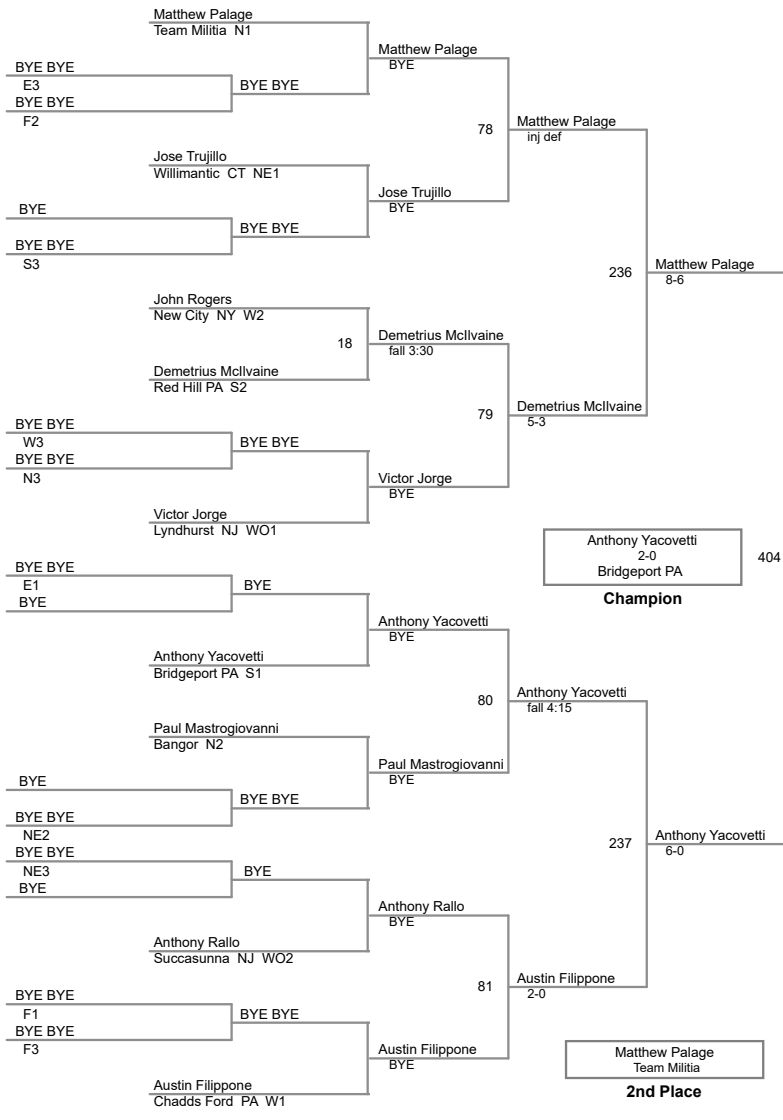 Matthew Palage
Team Militia N1
Matthew Palage
BYE
BYE BYE
E3
BYE BYE
BYE BYE
F2
78
Matthew Palage
inj def
Jose Trujillo
Willimantic CT NE1
Jose Trujillo
BYE
BYE
BYE BYE
BYE BYE
S3
236
Matthew Palage
8-6
John Rogers
New City NY W2
18
Demetrius McIlvaine
fall 3:30
Demetrius McIlvaine
Red Hill PA S2
79
Demetrius McIlvaine
5-3
BYE BYE
W3
BYE BYE
BYE BYE
N3
Victor Jorge
BYE
Victor Jorge
Lyndhurst NJ WO1
Anthony Yacovetti
2-0
Bridgeport PA
404
Champion
BYE BYE
E1
BYE
BYE
Anthony Yacovetti
BYE
Anthony Yacovetti
Bridgeport PA S1
80
Anthony Yacovetti
fall 4:15
Paul Mastrogiovanni
Bangor N2
Paul Mastrogiovanni
BYE
BYE
BYE BYE
BYE BYE
NE2
237
Anthony Yacovetti
6-0
BYE BYE
NE3
BYE
BYE
Anthony Rallo
BYE
Anthony Rallo
Succasunna NJ WO2
81
Austin Filippone
2-0
BYE BYE
F1
BYE BYE
BYE BYE
F3
Austin Filippone
BYE
Austin Filippone
Chadds Ford PA W1
Matthew Palage
Team Militia
2nd Place